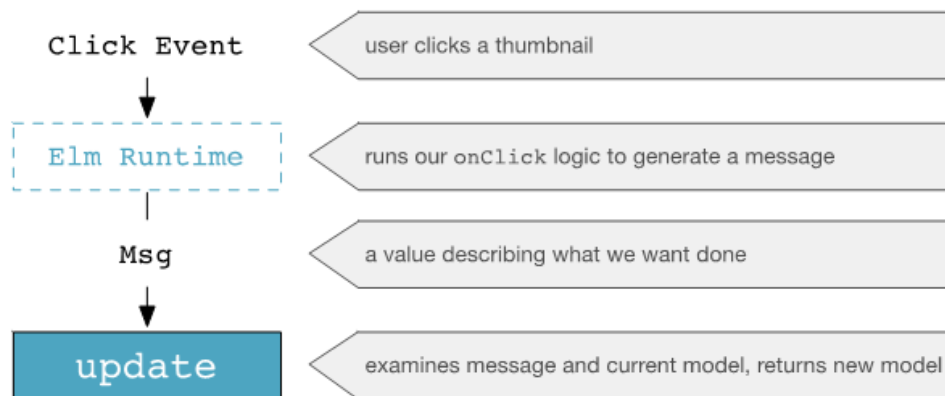 Click Event
user clicks a thumbnail
Elm Runtime
runs our onClick logic to generate a message
Msg
a value describing what we want done
update
examines message and current model, returns new model